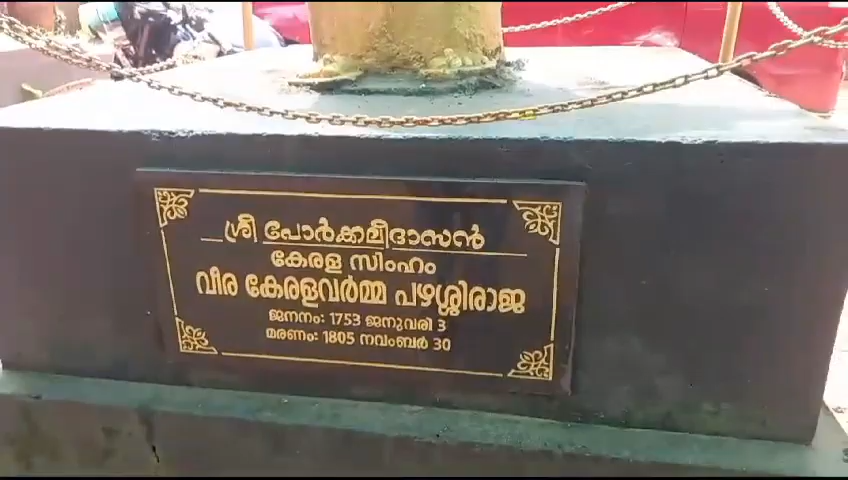 ശ്രീ പോർക്കലീദാസൻ
കേരള സിംഹം
വീര കേരളവർമ്മ പഴശ്ശിരാജ
ജനനം: 1753 ജനുവരി 3
മരണം: 1805 നവംബർ 30